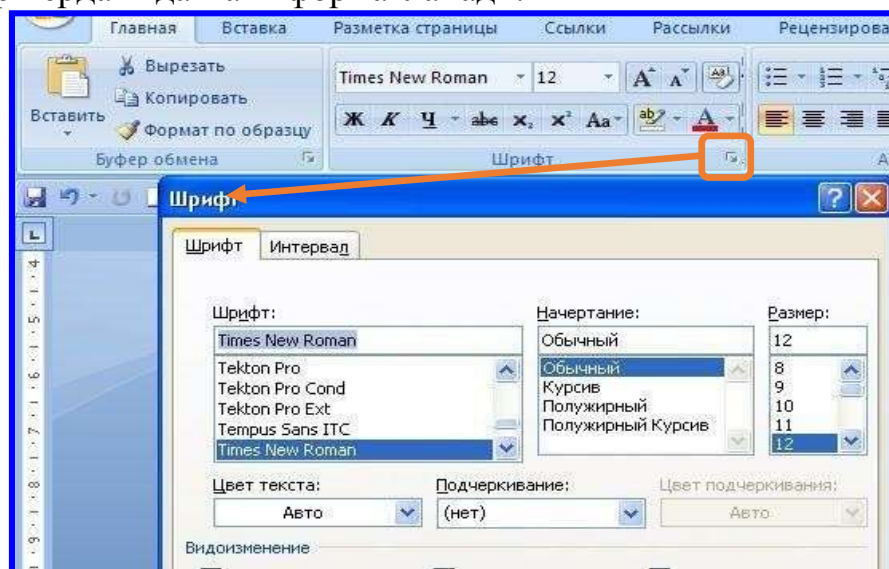 Главная Вставка Разметка страницы Ссылки Рассылки
Вставить
Вырезать
Копировать
Формат по образцу
Буфер обмена
Times New Roman 12
Ж К Ч abe x₂ x² Aa
Шрифт
Шрифт
Шрифт Интервал
Шрифт: Начертание: Размер:
Times New Roman Обычный 12
Tekton Pro Обычный 8
Tekton Pro Cond Курсив 9
Tekton Pro Ext Полужирный 10
Tempus Sans ITC Полужирный Курсив 11
Times New Roman 12
Цвет текста: Подчеркивание: Цвет подчеркивания:
Авто (нет) Авто
Видоизменение